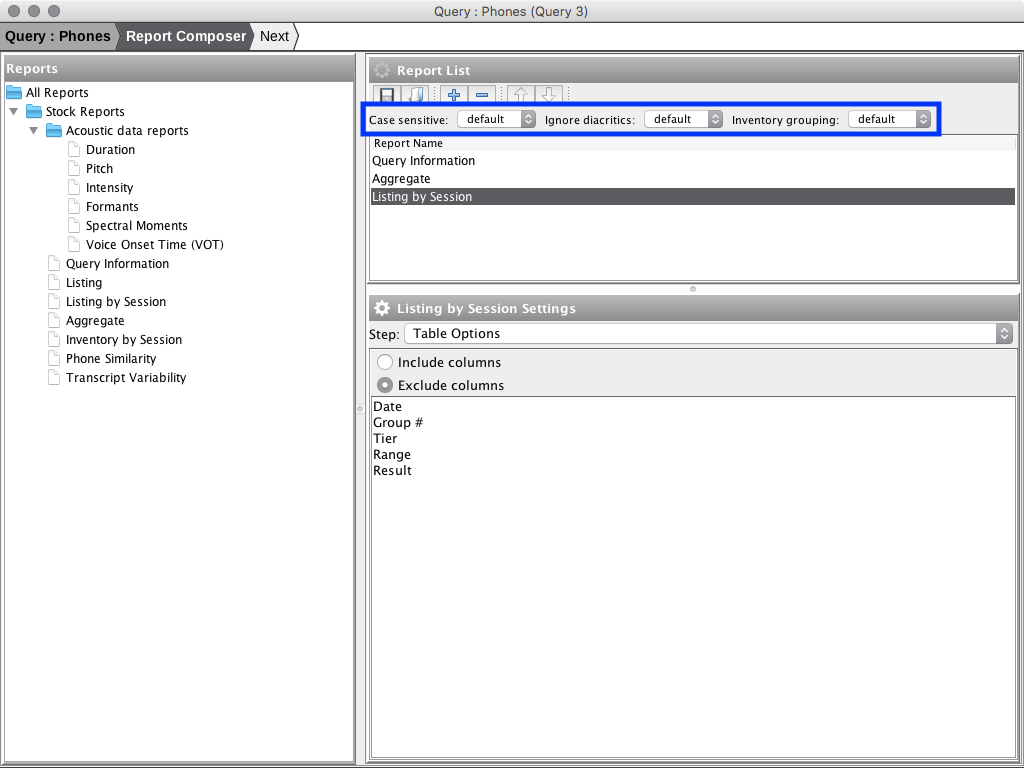 Query : Phones (Query 3)
Query : Phones Report Composer Next
Reports
All Reports
Stock Reports
Acoustic data reports
Duration
Pitch
Intensity
Formants
Spectral Moments
Voice Onset Time (VOT)
Query Information
Listing
Listing by Session
Aggregate
Inventory by Session
Phone Similarity
Transcript Variability
Report List
Case sensitive: default Ignore diacritics: default Inventory grouping: default
Report Name
Query Information
Aggregate
Listing by Session
Listing by Session Settings
Step: Table Options
Include columns
Exclude columns
Date
Group #
Tier
Range
Result